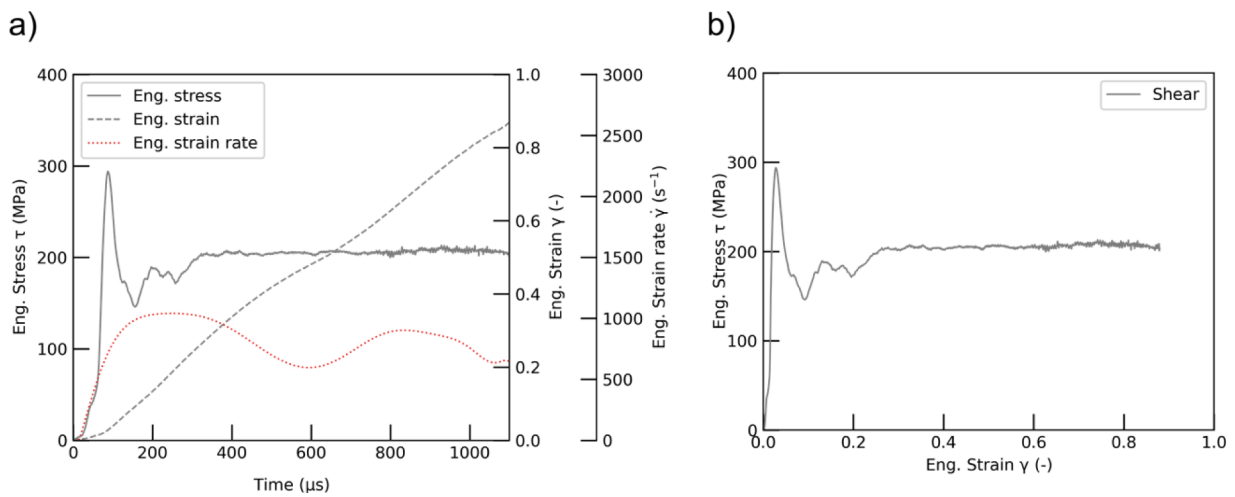 a)
b)
400
300
200
100
0
Eng. Stress τ (MPa)
Eng. stress
Eng. strain
Eng. strain rate
0
200
400
600
800
1000
Time (μs)
1.0
0.8
0.6
0.4
0.2
0.0
Eng. Strain γ (-)
3000
2500
2000
1500
1000
500
0
Eng. Strain rate γ̇ (s⁻¹)
400
300
200
100
0
Eng. Stress τ (MPa)
Shear
0.0
0.2
0.4
0.6
0.8
1.0
Eng. Strain γ (-)